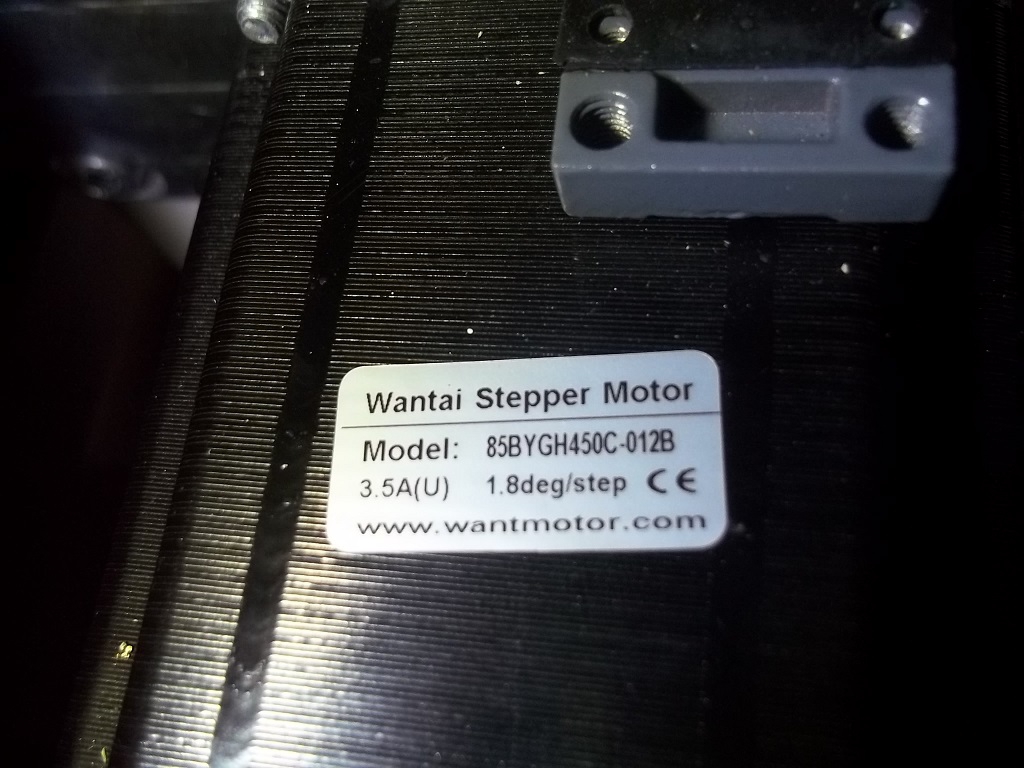 Wantai Stepper Motor
Model: 85BYGH450C-012B
3.5A(U) 1.8deg/step CE
www.wantmotor.com